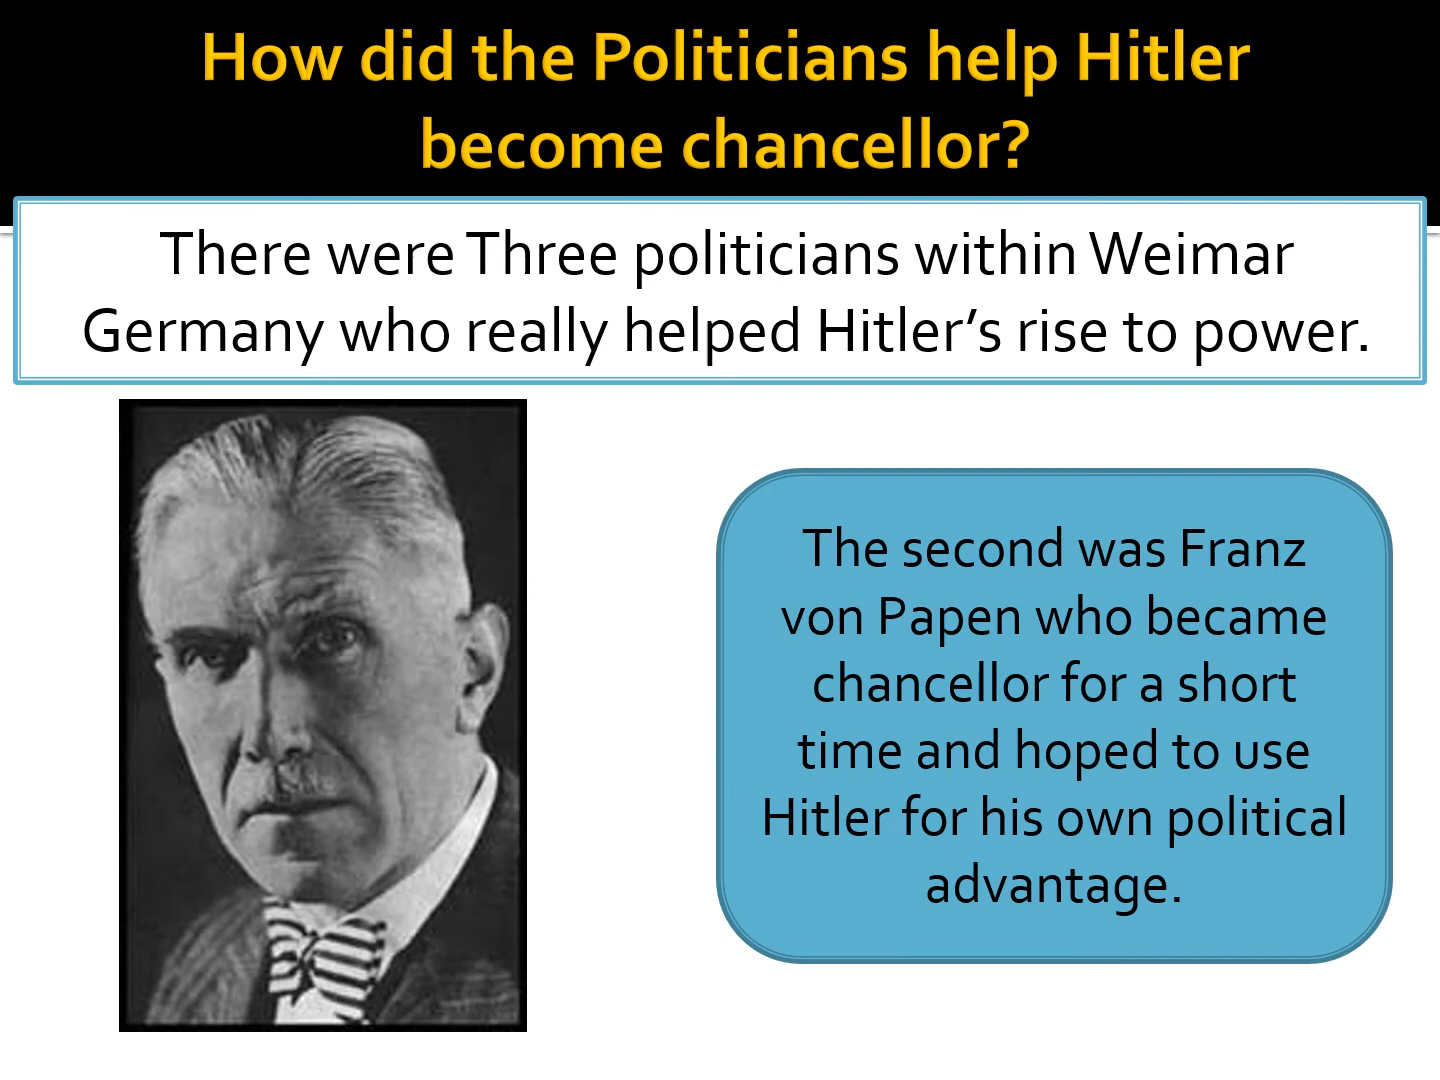 How did the Politicians help Hitler
become chancellor?
There were Three politicians within Weimar
Germany who really helped Hitler’s rise to power.
The second was Franz
von Papen who became
chancellor for a short
time and hoped to use
Hitler for his own political
advantage.